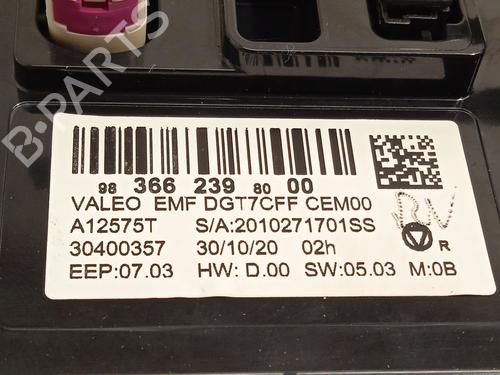 B-PARTS
98 366 239 80 00
VALEO EMF DGT7CFF CEM00
A12575T S/A:2010271701SS
30400357 30/10/20 02h
EEP:07.03 HW: D.00 SW:05.03 M:0B
R